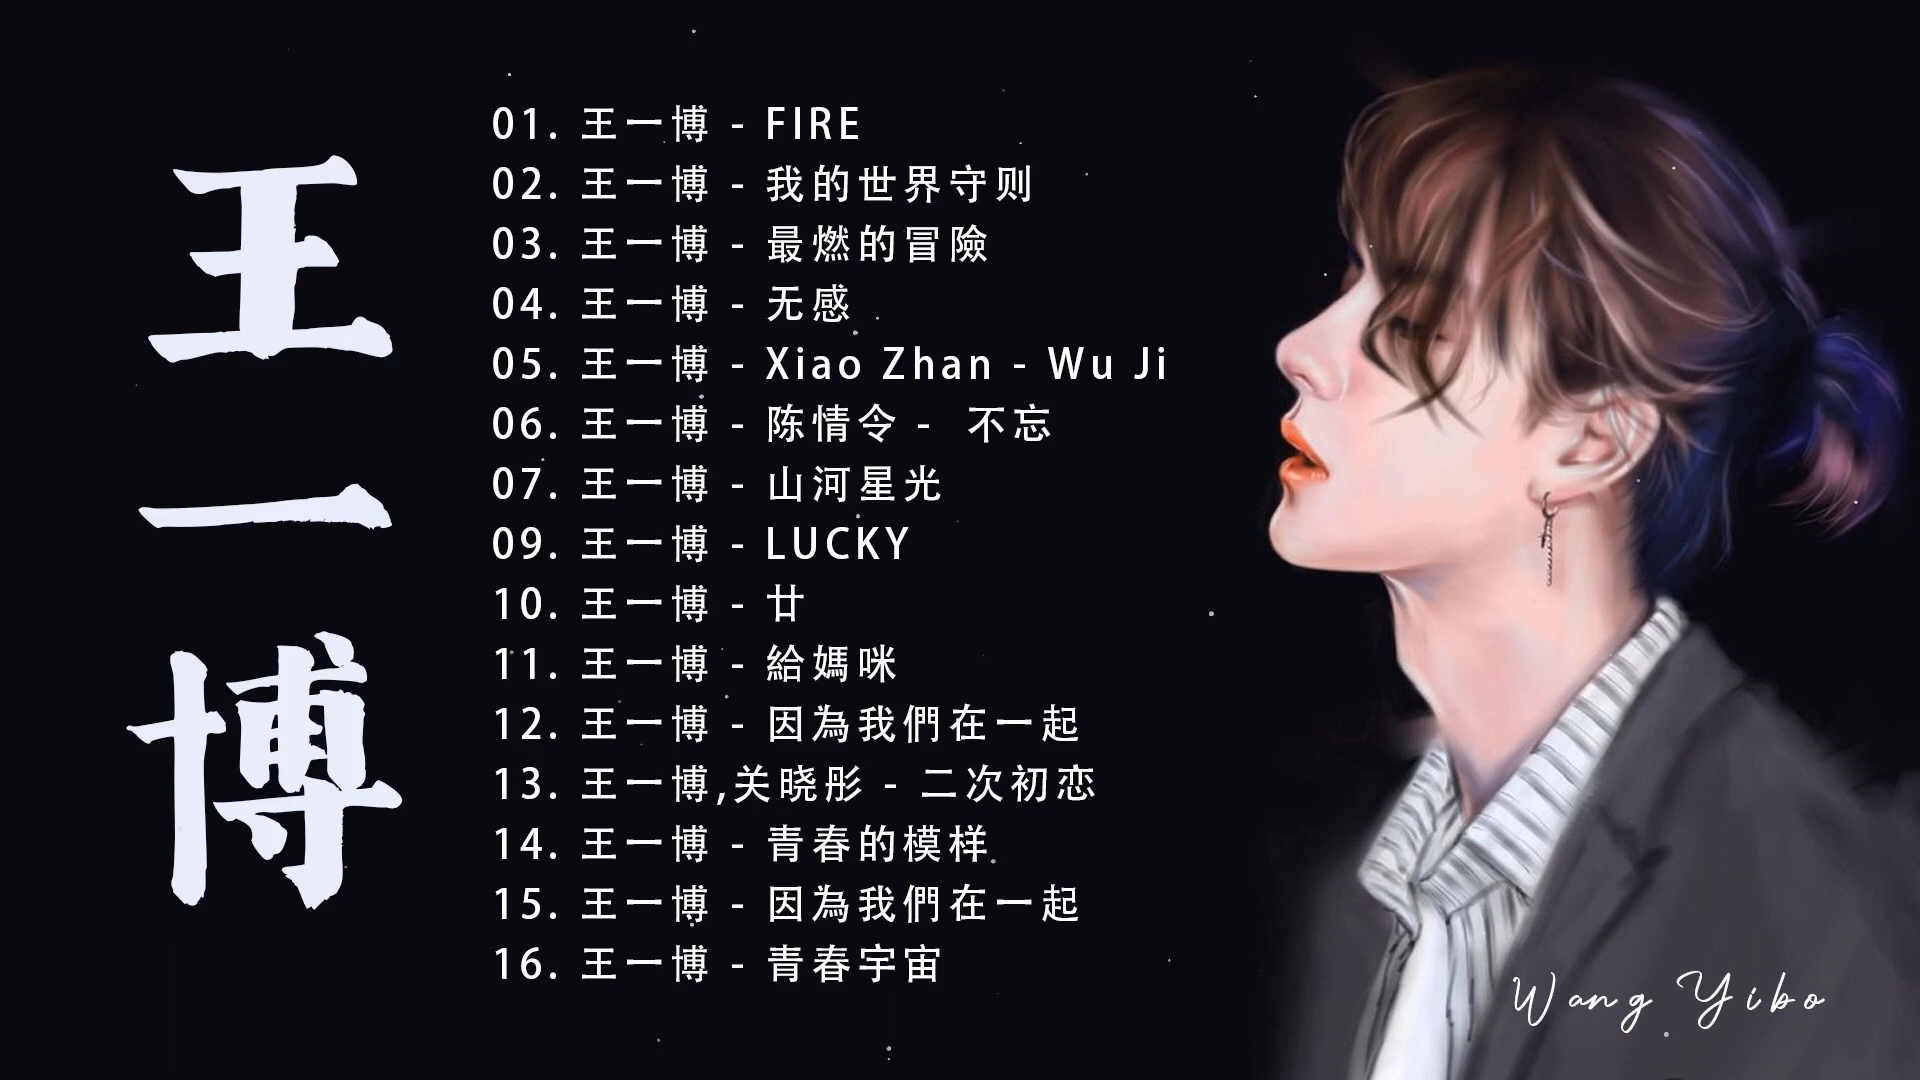 王一博
01. 王一博 - FIRE
02. 王一博 - 我的世界守则
03. 王一博 - 最燃的冒險
04. 王一博 - 无感
05. 王一博 - Xiao Zhan - Wu Ji
06. 王一博 - 陈情令 - 不忘
07. 王一博 - 山河星光
09. 王一博 - LUCKY
10. 王一博 - 廿
11. 王一博 - 給媽咪
12. 王一博 - 因為我們在一起
13. 王一博,关晓彤 - 二次初恋
14. 王一博 - 青春的模样
15. 王一博 - 因為我們在一起
16. 王一博 - 青春宇宙
Wang Yibo